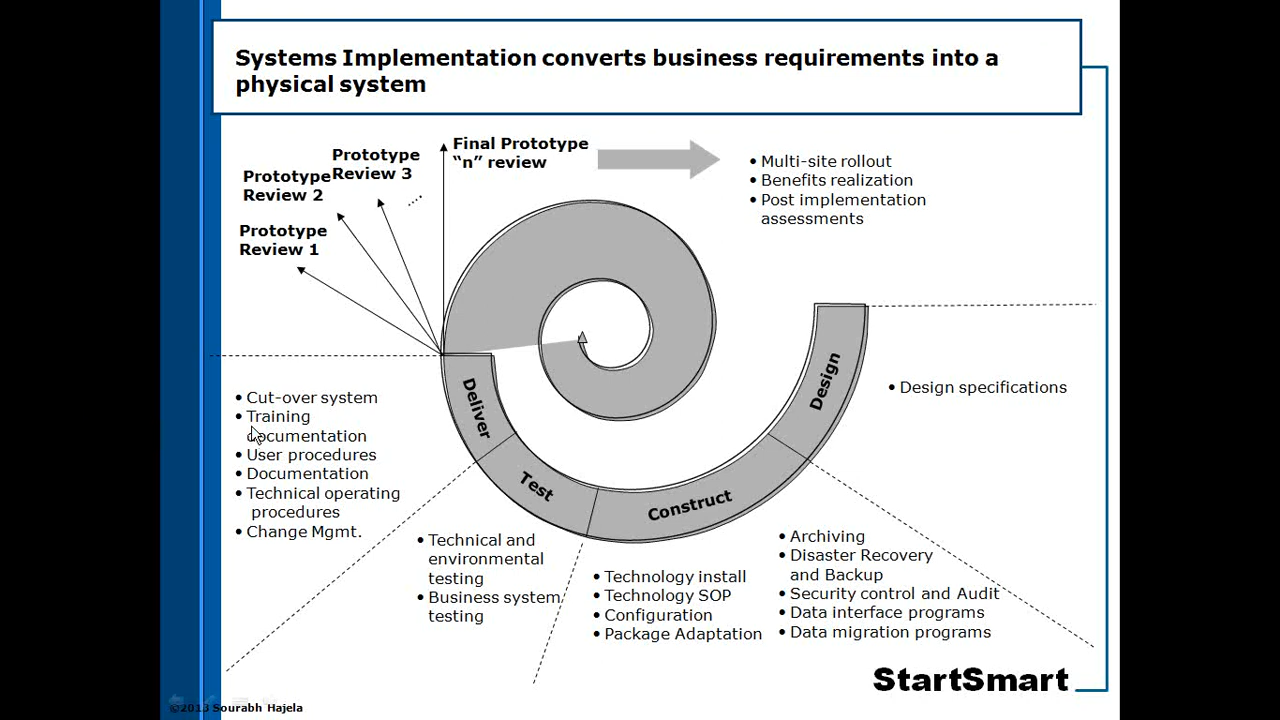 Systems Implementation converts business requirements into a
physical system
Final Prototype
“n” review
Prototype
Review 3
Prototype
Review 2
Prototype
Review 1
....
• Multi-site rollout
• Benefits realization
• Post implementation
assessments
Deliver
Test
Construct
Design
• Design specifications
• Cut-over system
• Training
documentation
• User procedures
• Documentation
• Technical operating
procedures
• Change Mgmt.
• Technical and
environmental
testing
• Business system
testing
• Technology install
• Technology SOP
• Configuration
• Package Adaptation
• Archiving
• Disaster Recovery
and Backup
• Security control and Audit
• Data interface programs
• Data migration programs
StartSmart
©2013 Sourabh Hajela